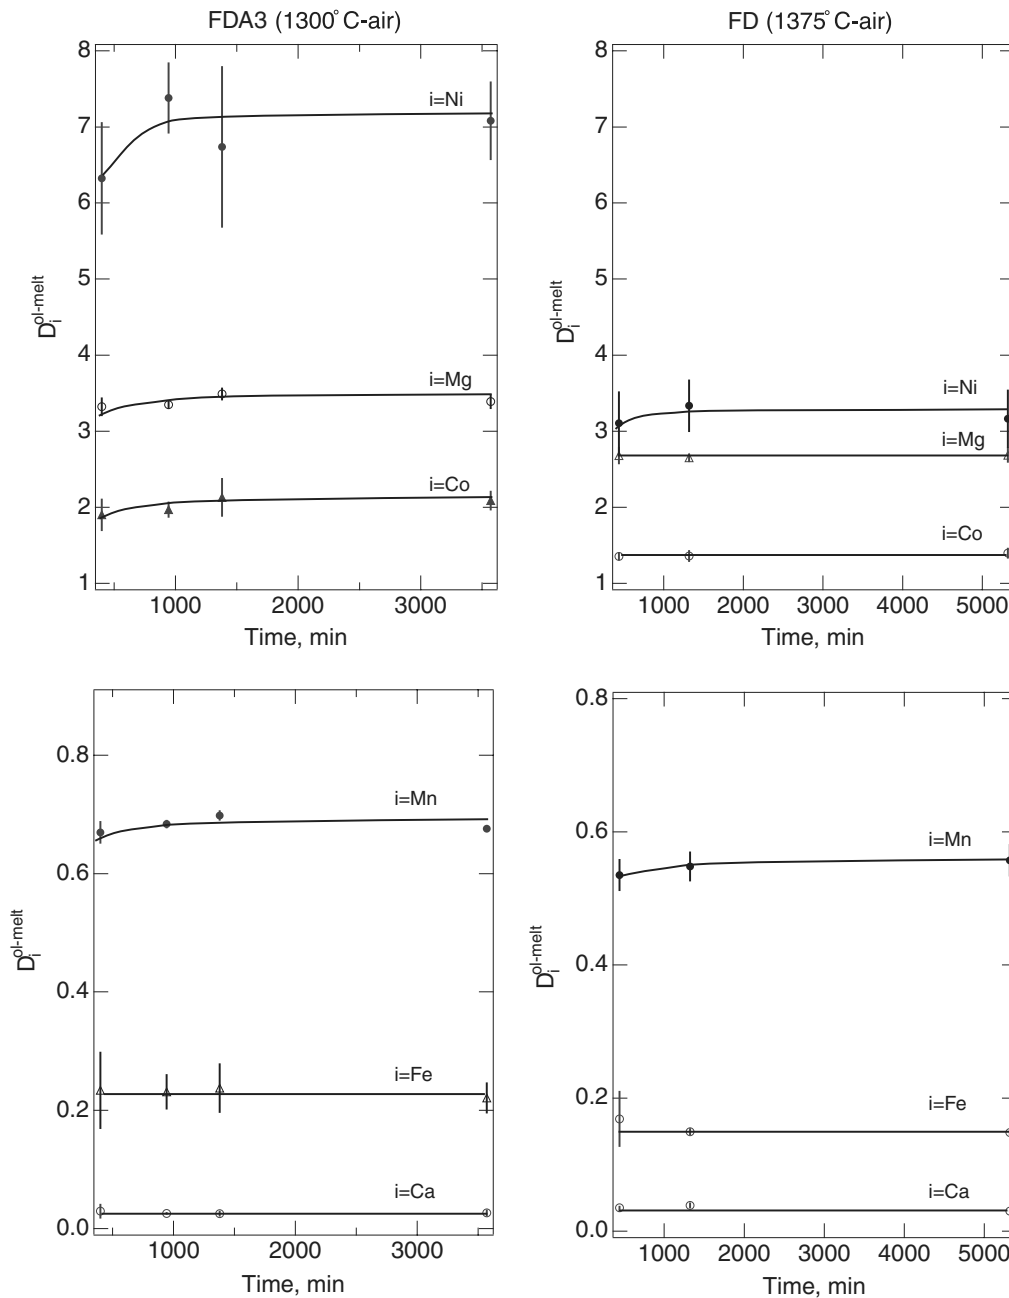 FDA3 (1300°C-air)
FD (1375°C-air)
8
7
6
5
4
3
2
1
D_i^ol-melt
i=Ni
i=Mg
i=Co
1000
2000
3000
Time, min
8
7
6
5
4
3
2
1
D_i^ol-melt
i=Ni
i=Mg
i=Co
1000
2000
3000
4000
5000
Time, min
0.8
0.6
0.4
0.2
0.0
D_i^ol-melt
i=Mn
i=Fe
i=Ca
1000
2000
3000
Time, min
0.8
0.6
0.4
0.2
0.0
D_i^ol-melt
i=Mn
i=Fe
i=Ca
1000
2000
3000
4000
5000
Time, min